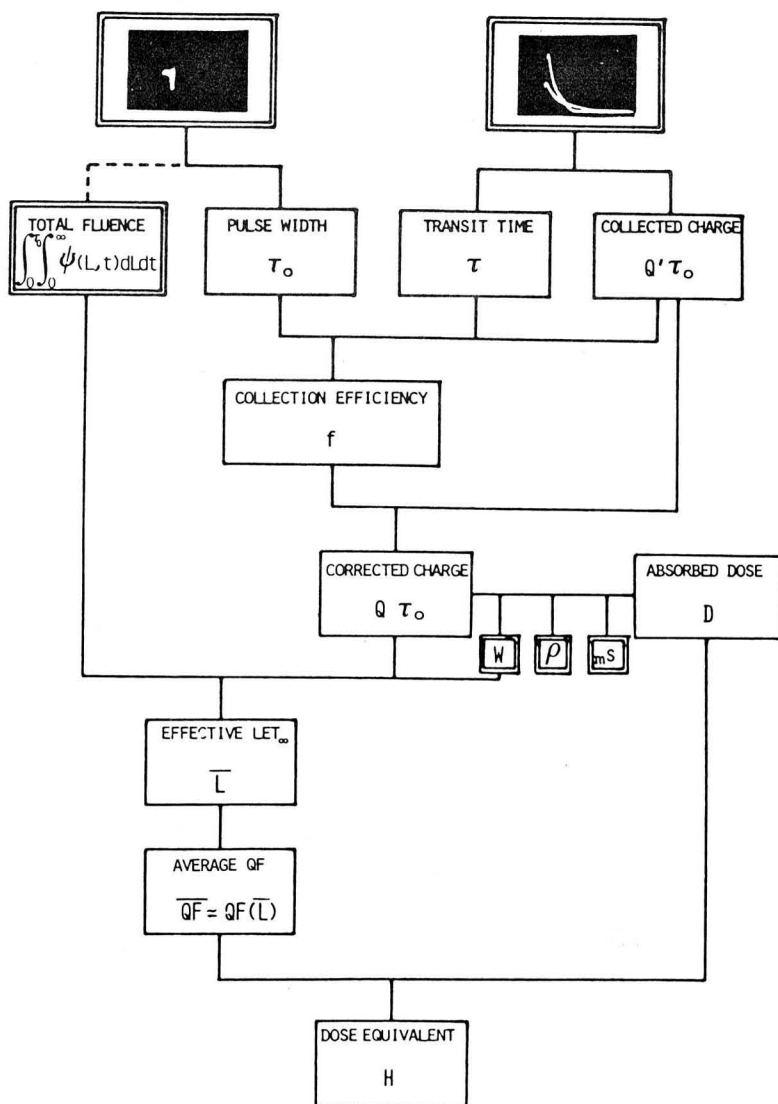 TOTAL FLUENCE
∫₀^τ₀ ∫₀^∞ ψ(L,t)dLdt
PULSE WIDTH
τ₀
TRANSIT TIME
τ
COLLECTED CHARGE
Q' τ₀
COLLECTION EFFICIENCY
f
CORRECTED CHARGE
Q τ₀
ABSORBED DOSE
D
W
ρ
mS
EFFECTIVE LET∞
L̅
AVERAGE QF
Q̅F̅ ≃ QF(L̅)
DOSE EQUIVALENT
H